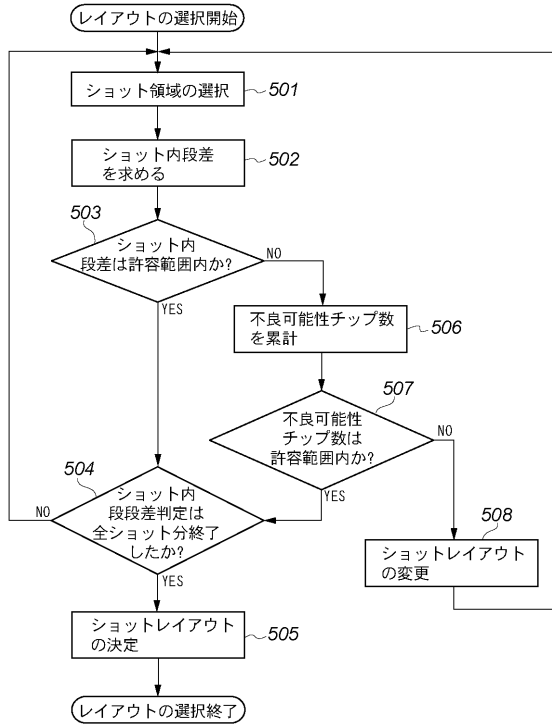 レイアウトの選択開始
ショット領域の選択
501
ショット内段差
を求める
502
503
ショット内
段差は許容範囲内か?
NO
YES
不良可能性チップ数
を累計
506
507
不良可能性
チップ数は
許容範囲内か?
NO
YES
504
ショット内
段段差判定は
全ショット分終了
したか?
NO
YES
508
ショットレイアウト
の変更
ショットレイアウト
の決定
505
レイアウトの選択終了